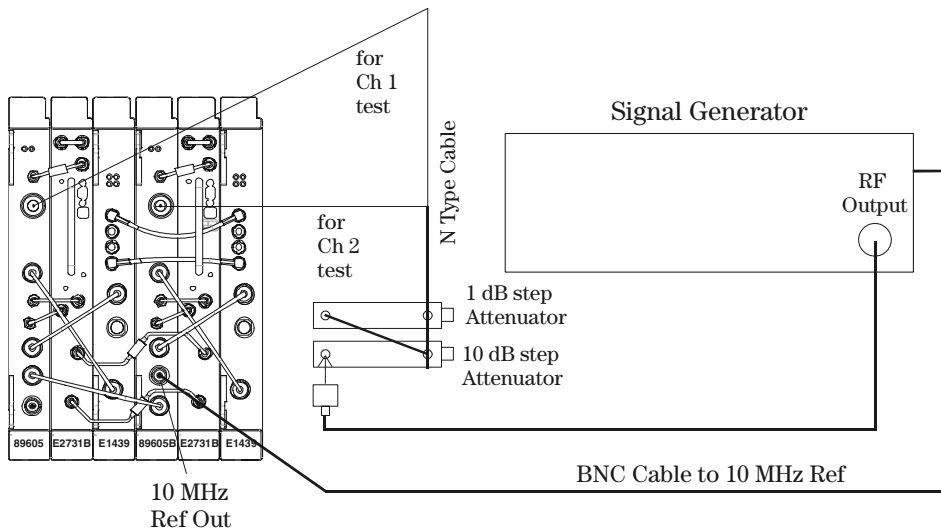 for
Ch 1
test
Signal Generator
N Type Cable
RF
Output
for
Ch 2
test
1 dB step
Attenuator
10 dB step
Attenuator
89605 E2731B E1439 89605B E2731B E1439
BNC Cable to 10 MHz Ref
10 MHz
Ref Out